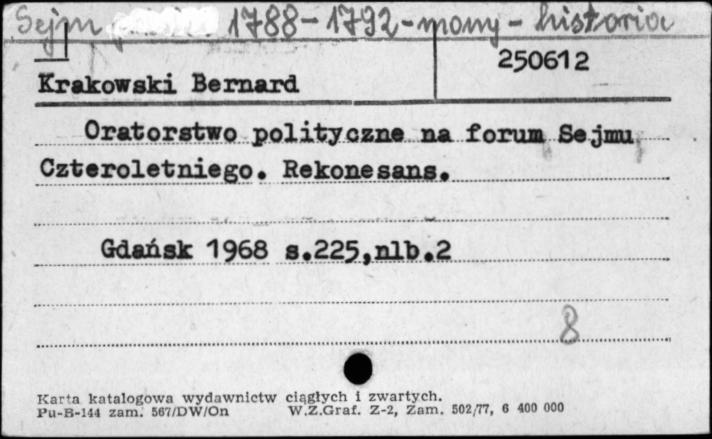 Sejm 1788-1792-mowy-historia
250612
Krakowski Bernard
Oratorstwo polityczne na forum Sejmu
Czteroletniego. Rekonesans.
Gdańsk 1968 s.225,nlb.2
8
Karta katalogowa wydawnictw ciągłych i zwartych.
Pu-B-144 zam. 567/DW/On W.Z.Graf. Z-2, Zam. 502/77, 6 400 000